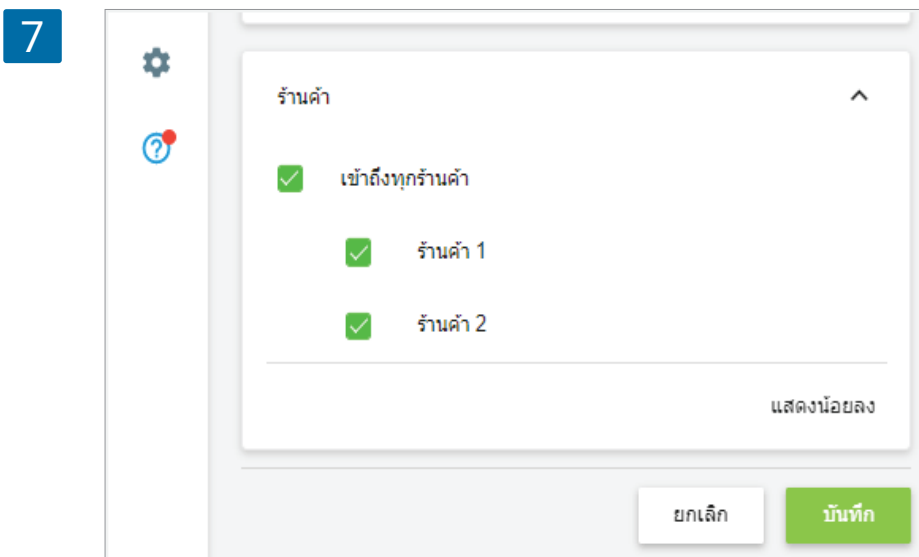 7
ร้านค้า
เข้าถึงทุกร้านค้า
ร้านค้า 1
ร้านค้า 2
แสดงน้อยลง
ยกเลิก
บันทึก